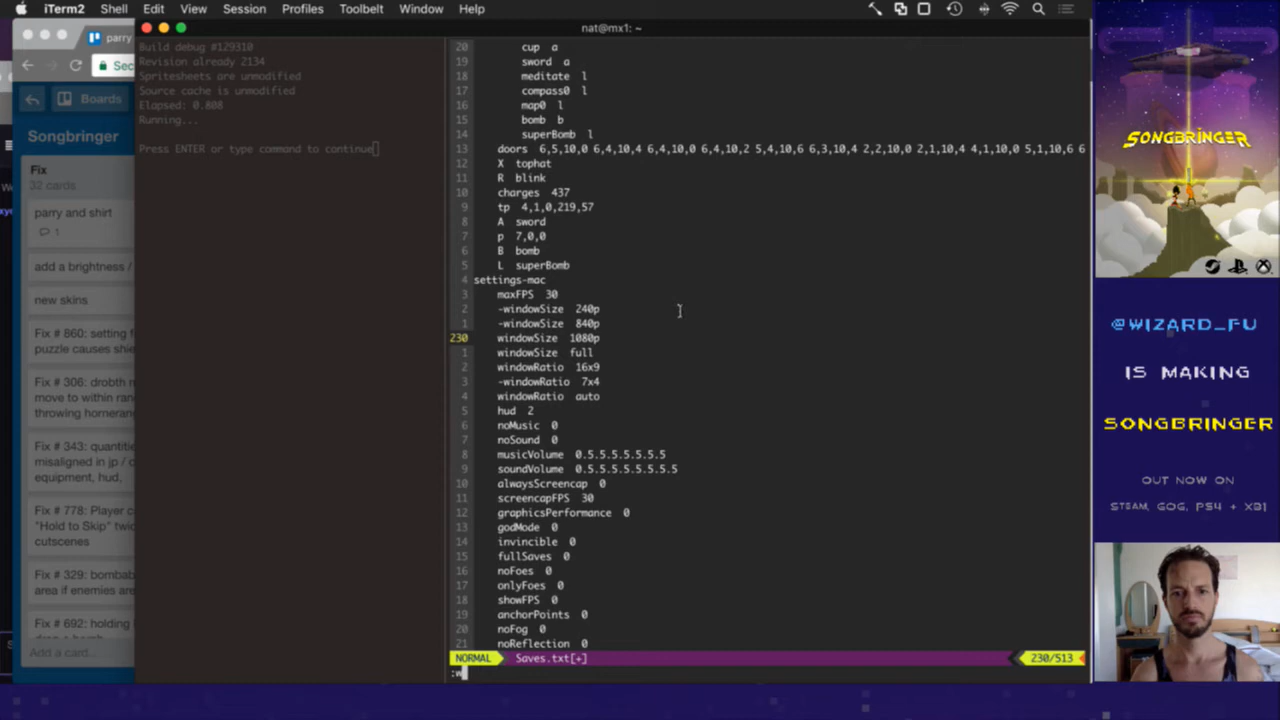 iTerm2 Shell Edit View Session Profiles Toolbelt Window Help
nat@mx1: ~
parry
Sec
Boards
Songbringer
Fix
32 cards
parry and shirt
1
add a brightness /
new skins
Fix # 860: setting f
puzzle causes shie
Fix # 306: drobth m
move to within ran
throwing hornerang
Fix # 343: quantitie
misaligned in jp / c
equipment, hud,
Fix # 778: Player c
"Hold to Skip" twic
cutscenes
Fix # 329: bombab
area if enemies are
Fix # 692: holding
Add a card...
Build debug #129310
Revision already 2134
Spritesheets are unmodified
Source cache is unmodified
Elapsed: 0.808
Running...
Press ENTER or type command to continue
20 cup a
19 sword a
18 meditate l
17 compass0 l
16 map0 l
15 bomb b
14 superBomb l
13 doors 6,5,10,0 6,4,10,4 6,4,10,0 6,4,10,2 5,4,10,6 6,3,10,4 2,2,10,0 2,1,10,4 4,1,10,0 5,1,10,6 6
12 X tophat
11 R blink
10 charges 437
9 tp 4,1,0,219,57
8 A sword
7 p 7,0,0
6 B bomb
5 L superBomb
4 settings-mac
3 maxFPS 30
2 -windowSize 240p
1 -windowSize 840p
230 windowSize 1080p
1 windowSize full
2 windowRatio 16x9
3 -windowRatio 7x4
4 windowRatio auto
5 hud 2
6 noMusic 0
7 noSound 0
8 musicVolume 0.5.5.5.5.5.5.5
9 soundVolume 0.5.5.5.5.5.5.5.5
10 alwaysScreencap 0
11 screencapFPS 30
12 graphicsPerformance 0
13 godMode 0
14 invincible 0
15 fullSaves 0
16 noFoes 0
17 onlyFoes 0
18 showFPS 0
19 anchorPoints 0
20 noFog 0
21 noReflection 0
NORMAL Saves.txt[+] 230/513
:w
SONGBRINGER
@WIZARD_FU
IS MAKING
SONGBRINGER
OUT NOW ON
STEAM, GOG, PS4 + XB1